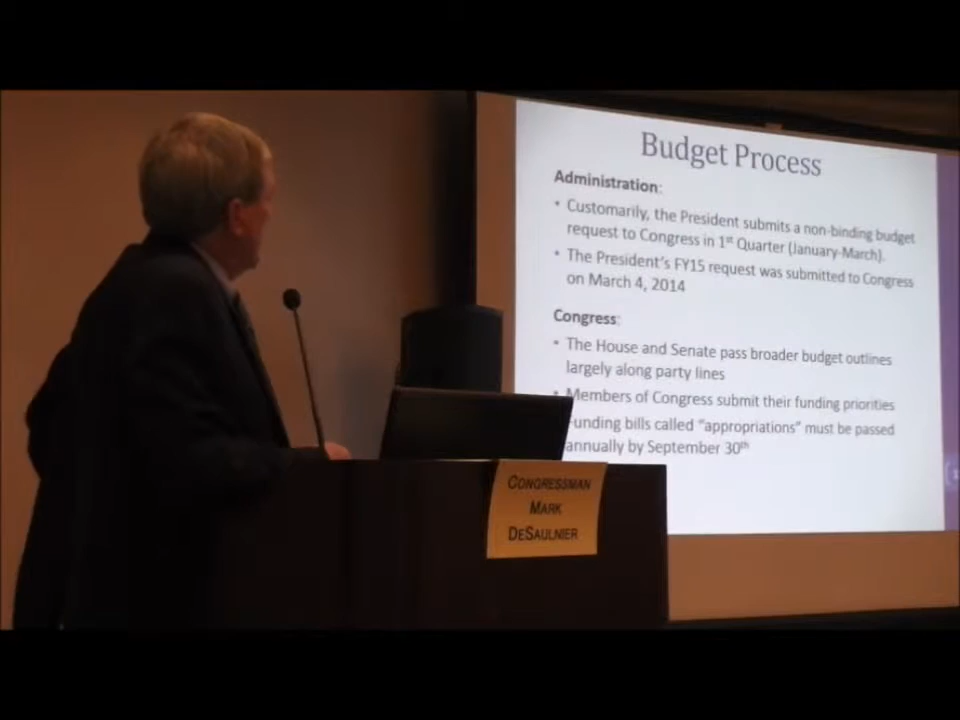 Budget Process
Administration:
• Customarily, the President submits a non-binding budget
request to Congress in 1st Quarter (January-March).
• The President's FY15 request was submitted to Congress
on March 4, 2014
Congress:
• The House and Senate pass broader budget outlines
largely along party lines
• Members of Congress submit their funding priorities
Funding bills called "appropriations" must be passed
annually by September 30th
CONGRESSMAN
MARK
DESAULNIER